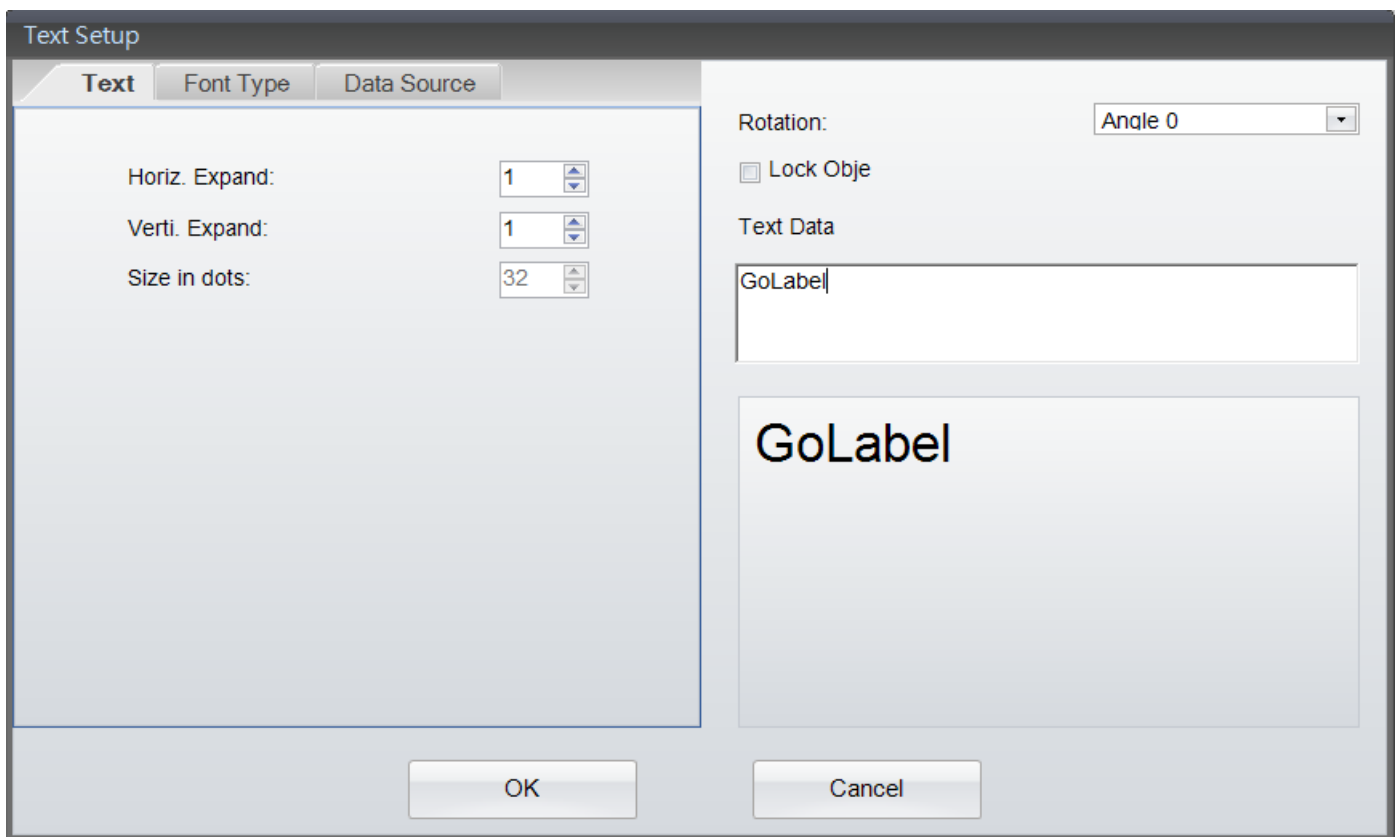 Text Setup
Text Font Type Data Source
Horiz. Expand: 1
Verti. Expand: 1
Size in dots: 32
Rotation: Angle 0
Lock Obje
Text Data
GoLabel
GoLabel
OK Cancel